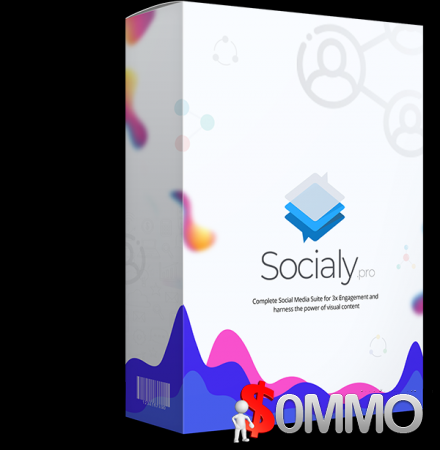 Socialy.pro
Complete Social Media Suite for 3x Engagement and
harness the power of visual content
$OMMO